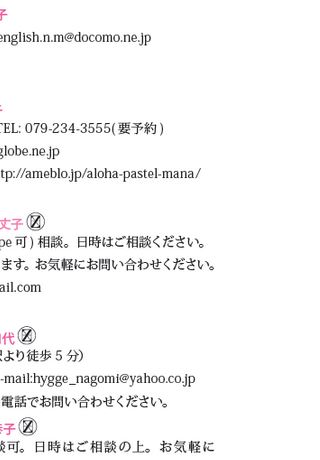 子
english.n.m@docomo.ne.jp
TEL: 079-234-3555(要予約)
globe.ne.jp
tp://ameblo.jp/aloha-pastel-mana/
丈子
pe 可) 相談。日時はご相談ください。
ます。お気軽にお問い合わせください。
ail.com
代
より徒歩 5 分)
-mail:hygge_nagomi@yahoo.co.jp
電話でお問い合わせください。
子
談可。日時はご相談の上。お気軽に